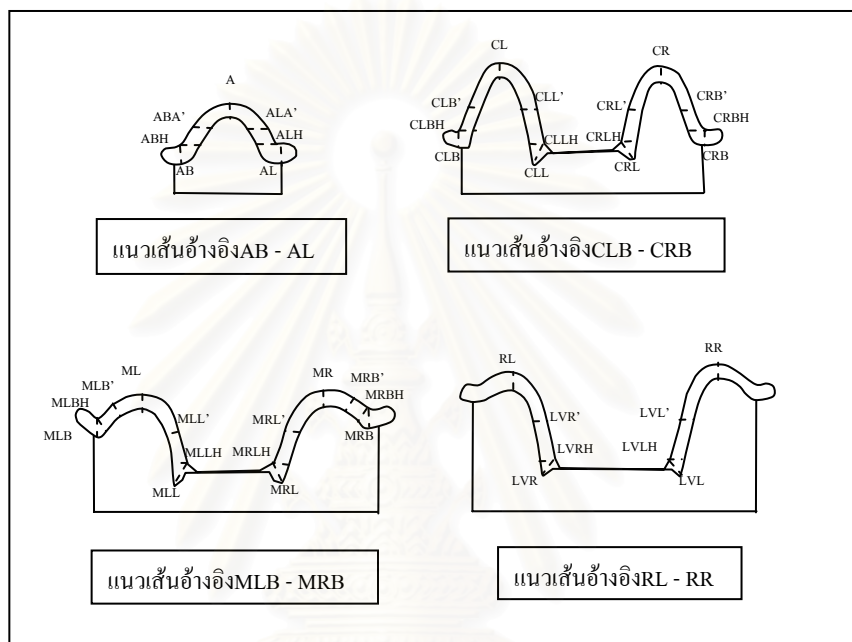 A
ABA’
ALA’
ABH
ALH
AB
AL
แนวเส้นอ้างอิงAB - AL
CL
CR
CLB’
CLL’
CRL’
CRB’
CLBH
CRBH
CLLH
CRLH
CLB
CRB
CLL
CRL
แนวเส้นอ้างอิงCLB - CRB
ML
MR
MLB’
MRB’
MLBH
MRBH
MLL’
MRL’
MLB
MRB
MLLH
MRLH
MLL
MRL
แนวเส้นอ้างอิงMLB - MRB
RL
RR
LVR’
LVL’
LVRH
LVLH
LVR
LVL
แนวเส้นอ้างอิงRL - RR